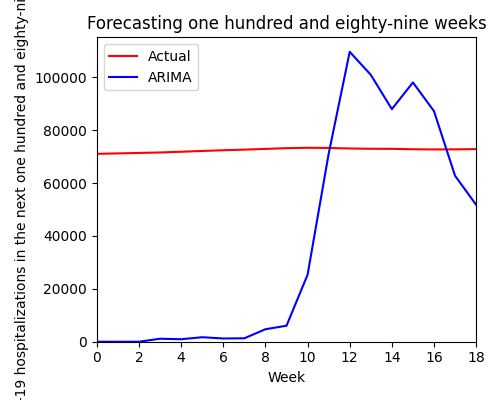 Forecasting one hundred and eighty-nine weeks
Actual
ARIMA
-19 hospitalizations in the next one hundred and eighty-ni
100000
80000
60000
40000
20000
0
0 2 4 6 8 10 12 14 16 18
Week